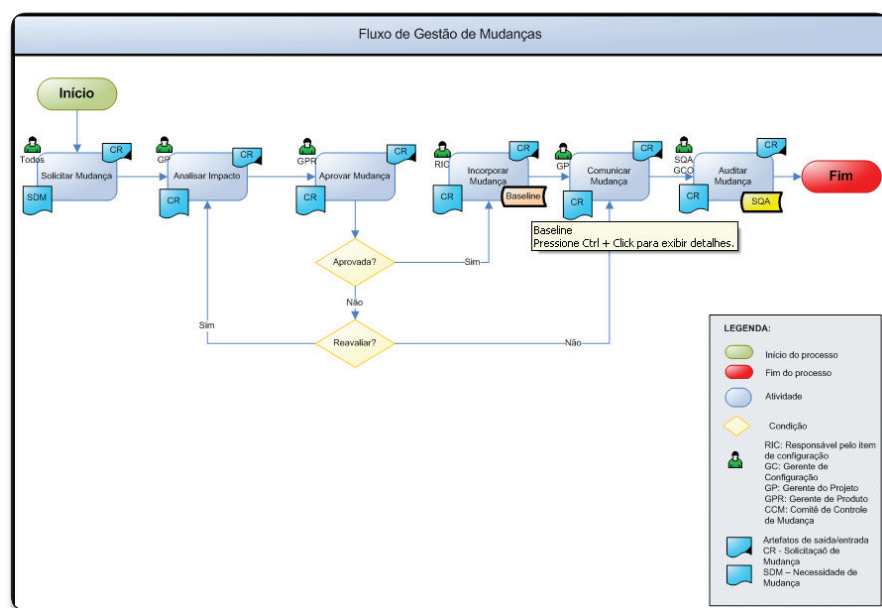 Fluxo de Gestão de Mudanças
Início
Todos
CR
Solicitar Mudança
SDM
GP
CR
Analisar Impacto
CR
GPR
CR
Aprovar Mudança
RIC
CR
Incorporar
Mudança
CR
Baseline
GP
CR
Comunicar
Mudança
CR
SQA
GCO
CR
Auditar
Mudança
CR
SQA
Fim
Baseline
Pressione Ctrl + Click para exibir detalhes.
Aprovada?
Sim
Não
Sim
Reavaliar?
Não
LEGENDA:
Início do processo
Fim do processo
Atividade
Condição
RIC: Responsável pelo item
de configuração
GC: Gerente de
Configuração
GP: Gerente do Projeto
GPR: Gerente de Produto
CCM: Comitê de Controle
de Mudança
Artefatos de saída/entrada
CR - Solicitaçaõ de
Mudança
SDM – Necessidade de
Mudança